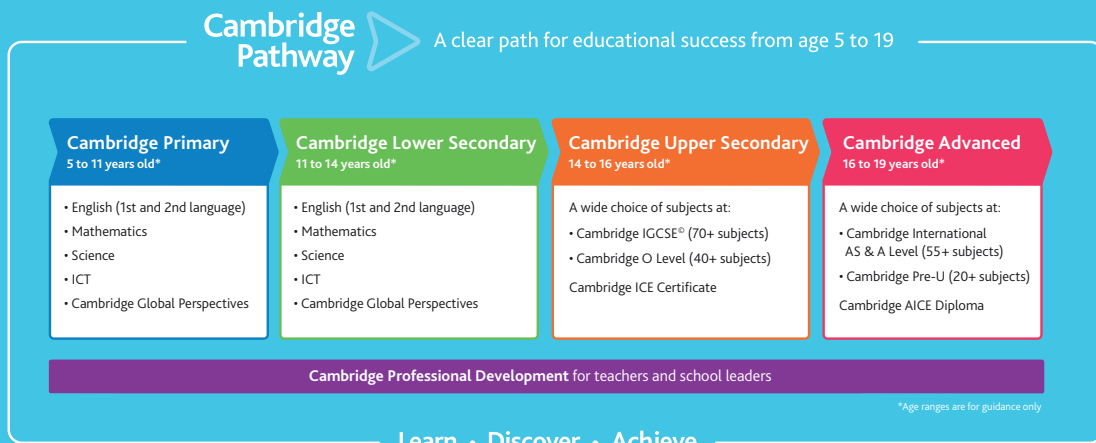 Cambridge
Pathway
A clear path for educational success from age 5 to 19
Cambridge Primary
5 to 11 years old*
• English (1st and 2nd language)
• Mathematics
• Science
• ICT
• Cambridge Global Perspectives
Cambridge Lower Secondary
11 to 14 years old*
• English (1st and 2nd language)
• Mathematics
• Science
• ICT
• Cambridge Global Perspectives
Cambridge Upper Secondary
14 to 16 years old*
A wide choice of subjects at:
• Cambridge IGCSE© (70+ subjects)
• Cambridge O Level (40+ subjects)
Cambridge ICE Certificate
Cambridge Advanced
16 to 19 years old*
A wide choice of subjects at:
• Cambridge International
AS & A Level (55+ subjects)
• Cambridge Pre-U (20+ subjects)
Cambridge AICE Diploma
Cambridge Professional Development for teachers and school leaders
*Age ranges are for guidance only
Learn • Discover • Achieve